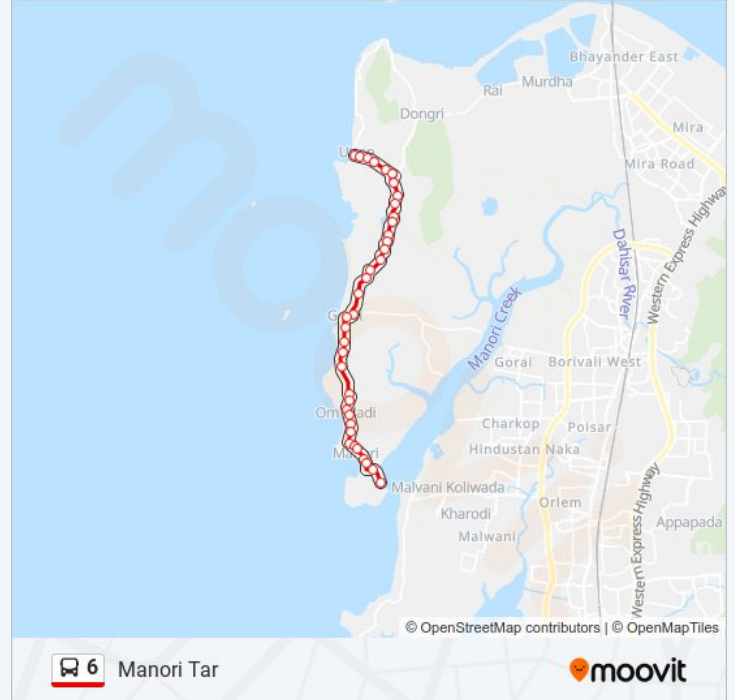 Bhayander East
Murdha
Rai
Dongri
Mira
Mira Road
Western Express Highway
Dahisar River
Manori Creek
Gorai
Borivali West
Charkop
Poisar
Hindustan Naka
Malvani Koliwada
Orlem
Kharodi
Appapada
Malwani
Western Express Highway
© OpenStreetMap contributors | © OpenMapTiles
6 Manori Tar
moovit